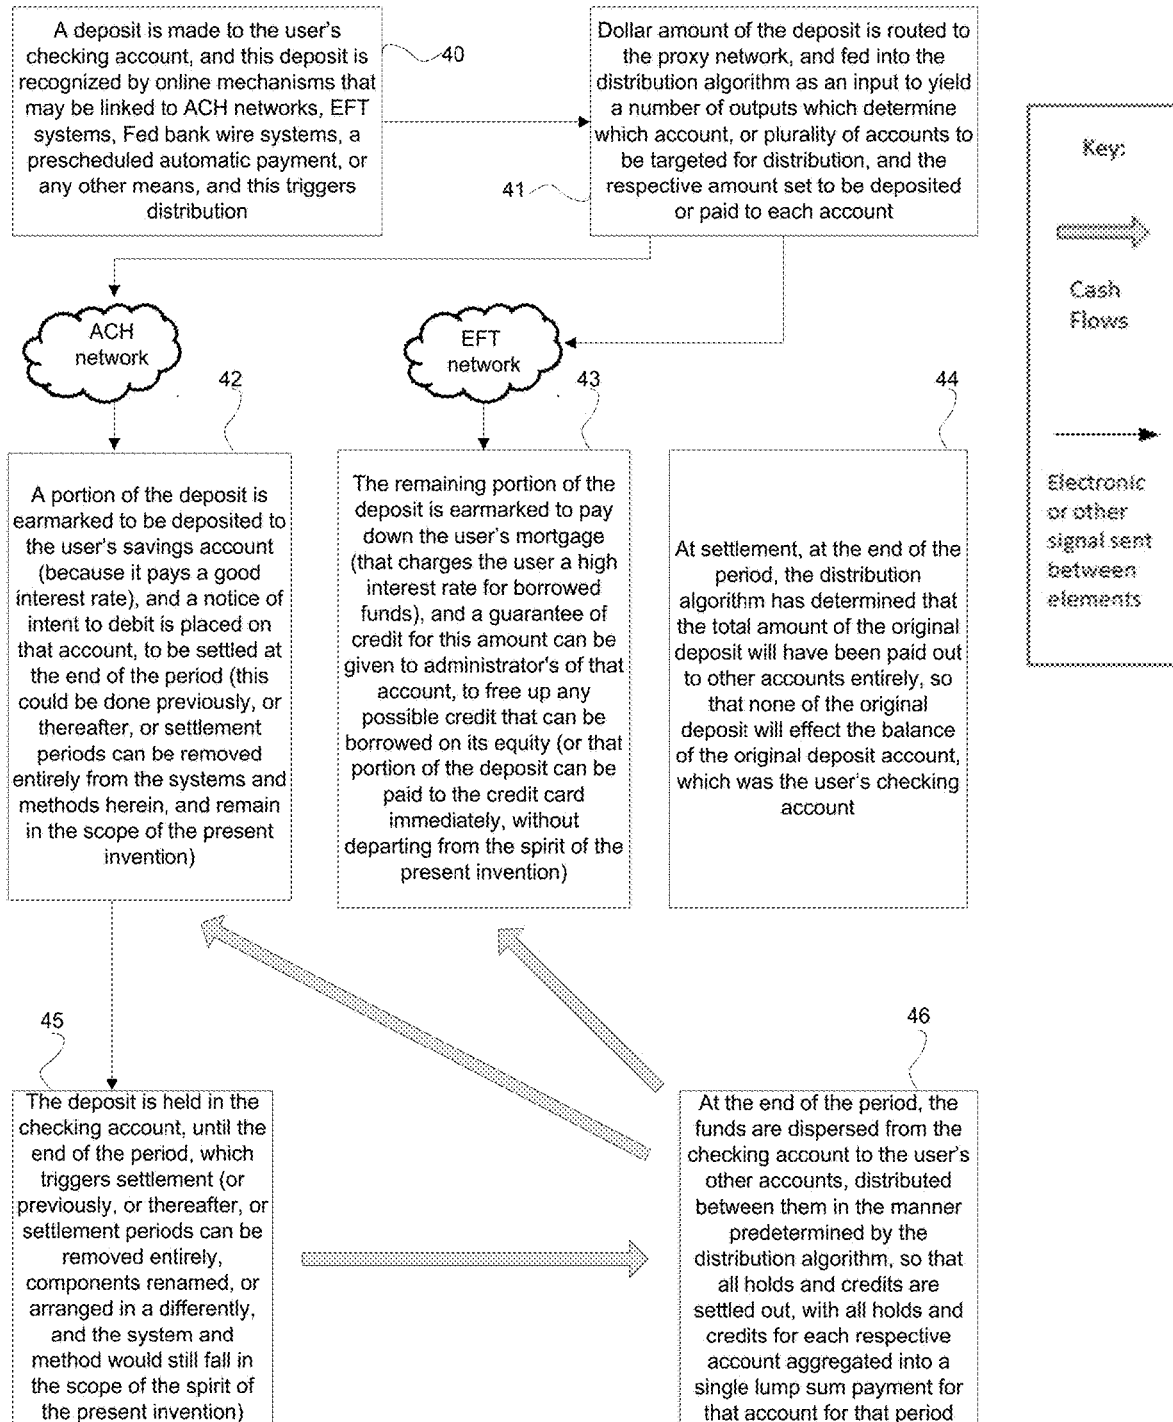 A deposit is made to the user's
checking account, and this deposit is
recognized by online mechanisms that
may be linked to ACH networks, EFT
systems, Fed bank wire systems, a
prescheduled automatic payment, or
any other means, and this triggers
distribution
40
Dollar amount of the deposit is routed to
the proxy network, and fed into the
distribution algorithm as an input to yield
a number of outputs which determine
which account, or plurality of accounts to
be targeted for distribution, and the
respective amount set to be deposited
or paid to each account
41
Key:
Cash
Flows
Electronic
or other
signal sent
between
elements
ACH
network
EFT
network
42
A portion of the deposit is
earmarked to be deposited to
the user's savings account
(because it pays a good
interest rate), and a notice of
intent to debit is placed on
that account, to be settled at
the end of the period (this
could be done previously, or
thereafter, or settlement
periods can be removed
entirely from the systems and
methods herein, and remain
in the scope of the present
invention)
43
The remaining portion of the
deposit is earmarked to pay
down the user's mortgage
(that charges the user a high
interest rate for borrowed
funds), and a guarantee of
credit for this amount can be
given to administrator's of that
account, to free up any
possible credit that can be
borrowed on its equity (or that
portion of the deposit can be
paid to the credit card
immediately, without
departing from the spirit of the
present invention)
44
At settlement, at the end of the
period, the distribution
algorithm has determined that
the total amount of the original
deposit will have been paid out
to other accounts entirely, so
that none of the original
deposit will effect the balance
of the original deposit account,
which was the user's checking
account
45
The deposit is held in the
checking account, until the
end of the period, which
triggers settlement (or
previously, or thereafter, or
settlement periods can be
removed entirely,
components renamed, or
arranged in a differently,
and the system and
method would still fall in
the scope of the spirit of
the present invention)
46
At the end of the period, the
funds are dispersed from the
checking account to the user's
other accounts, distributed
between them in the manner
predetermined by the
distribution algorithm, so that
all holds and credits are
settled out, with all holds and
credits for each respective
account aggregated into a
single lump sum payment for
that account for that period